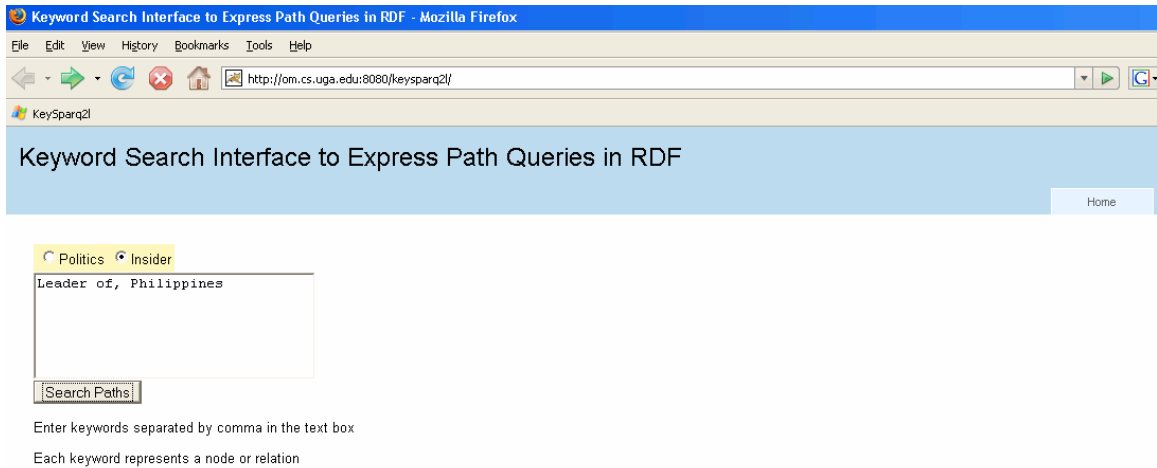 Keyword Search Interface to Express Path Queries in RDF - Mozilla Firefox
File Edit View History Bookmarks Tools Help
http://om.cs.uga.edu:8080/keysparq2l/
G
KeySparq2l
Keyword Search Interface to Express Path Queries in RDF
Home
Politics Insider
Leader of, Philippines
Search Paths
Enter keywords separated by comma in the text box
Each keyword represents a node or relation